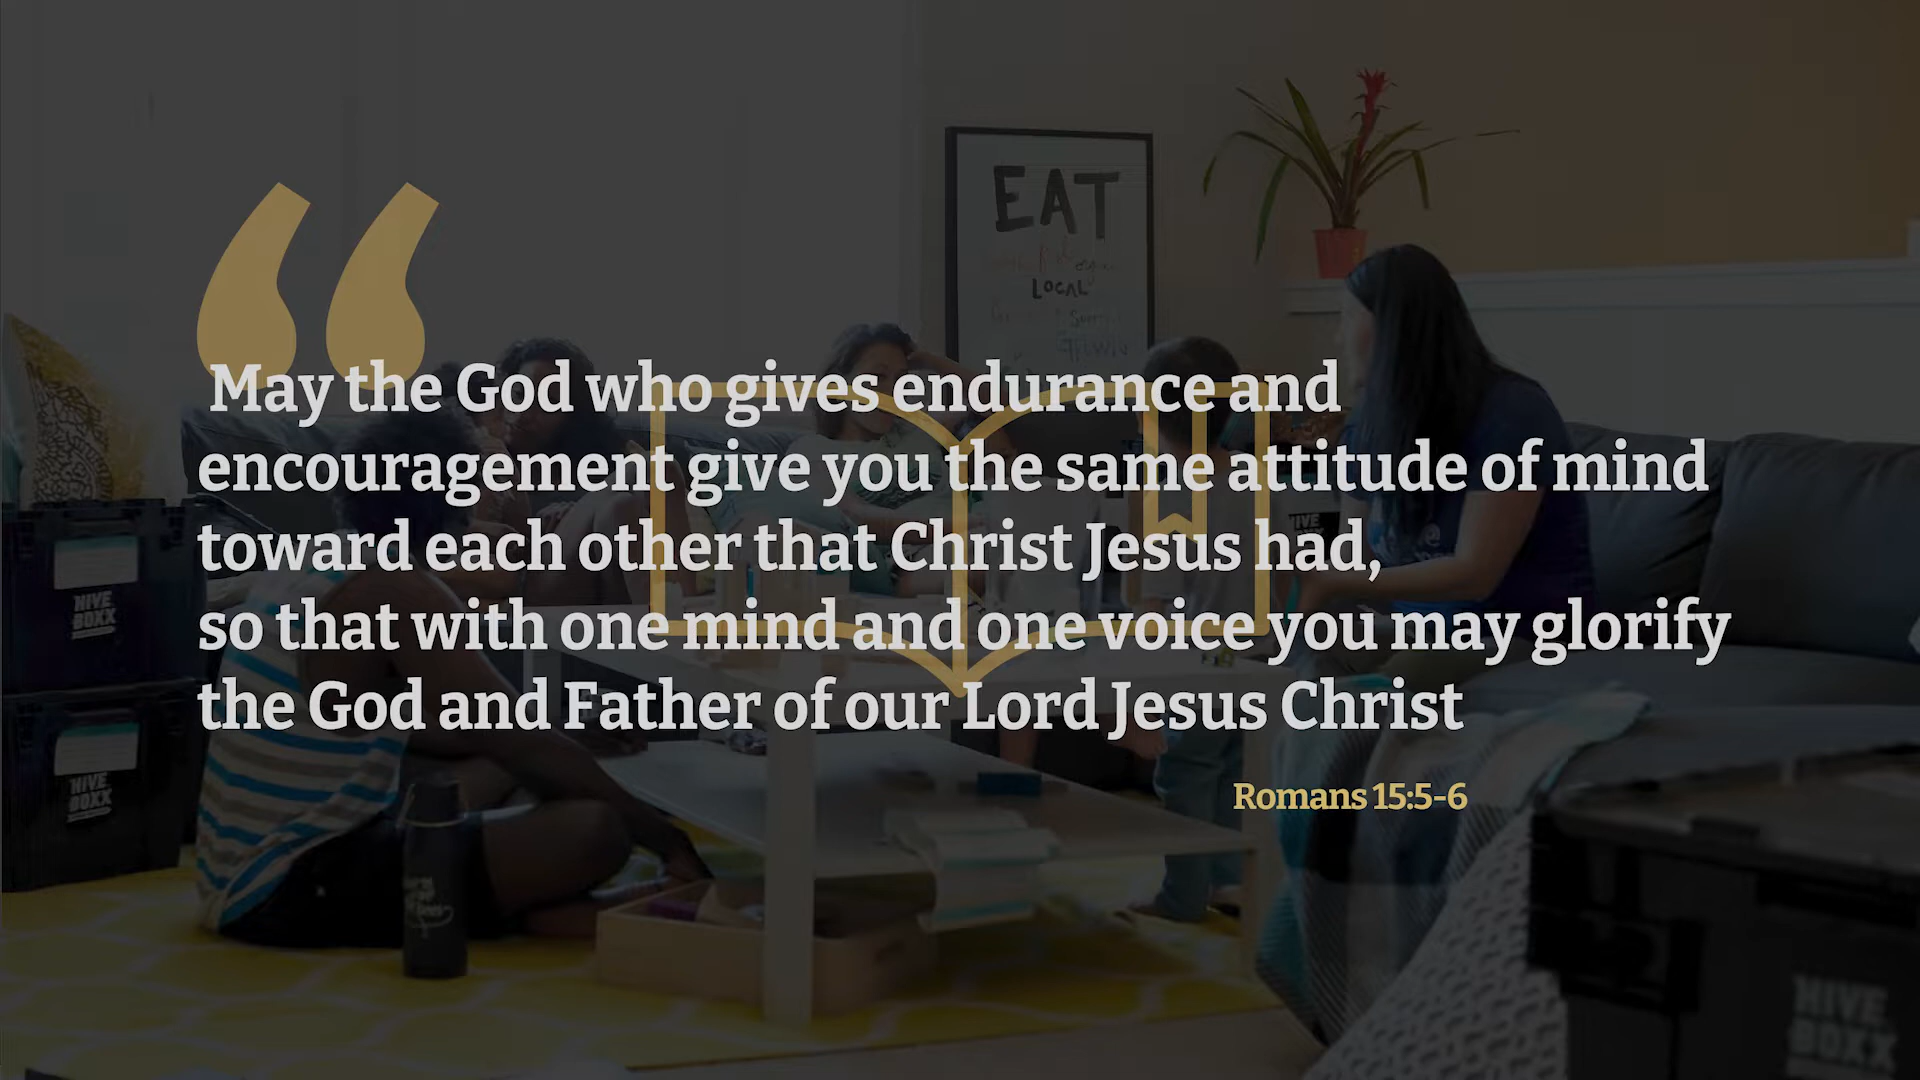 EAT
LOCAL
May the God who gives endurance and
encouragement give you the same attitude of mind
toward each other that Christ Jesus had,
so that with one mind and one voice you may glorify
the God and Father of our Lord Jesus Christ
Romans 15:5-6
HIVE
BOXX
HIVE
BOXX
HIVE
BOXX